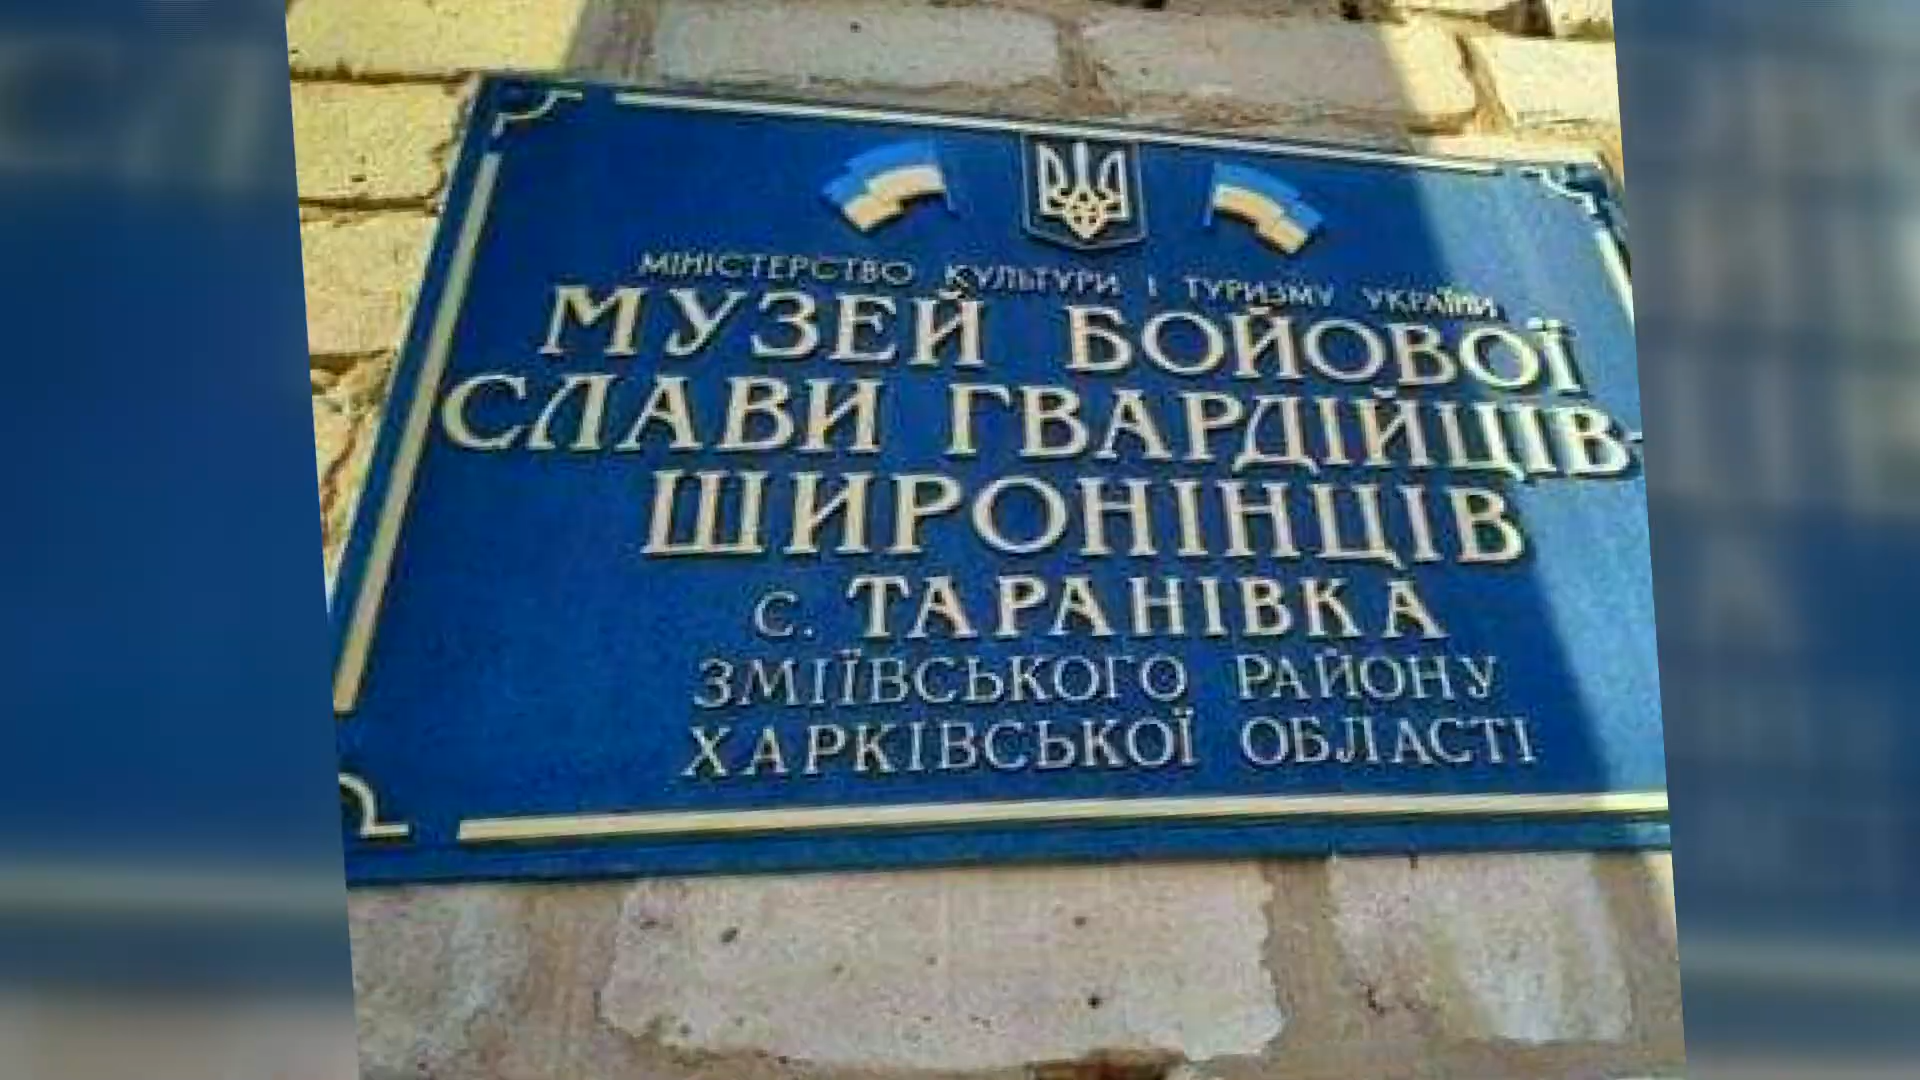 МІНІСТЕРСТВО КУЛЬТУРИ І ТУРИЗМУ УКРАЇНИ
МУЗЕЙ БОЙОВОЇ
СЛАВИ ГВАРДІЙЦІВ-
ШИРОНІНЦІВ
с. ТАРАНІВКА
ЗМІЇВСЬКОГО РАЙОНУ
ХАРКІВСЬКОЇ ОБЛАСТІ